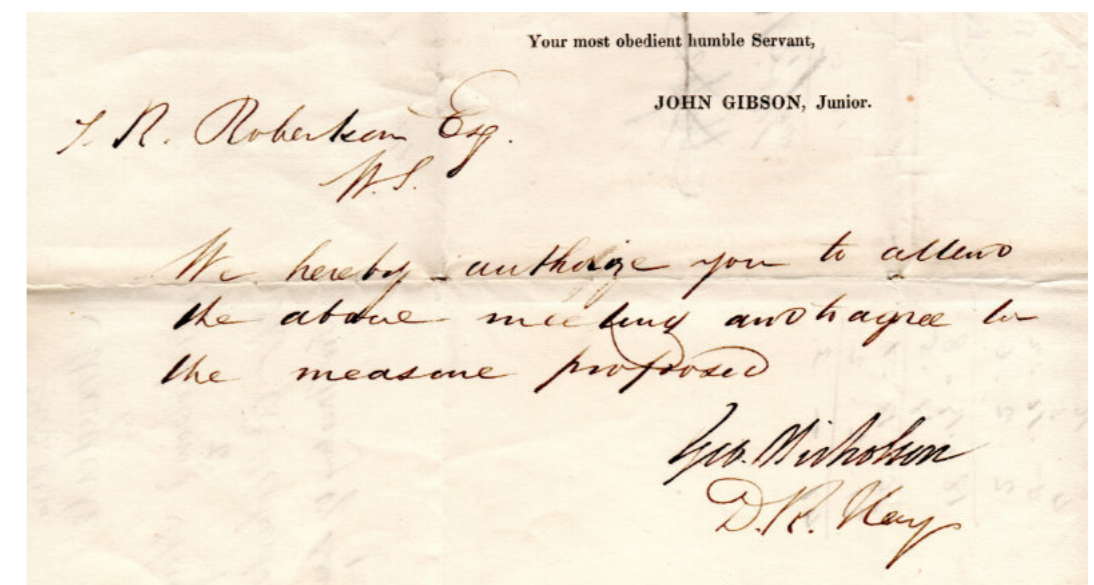 Your most obedient humble Servant,
JOHN GIBSON, Junior.
T. R. Robertson Esq.
W.S.
We hereby authorize you to attend
the above meeting and to agree to
the measure proposed
Geo. Nicholson
D. R. Hay